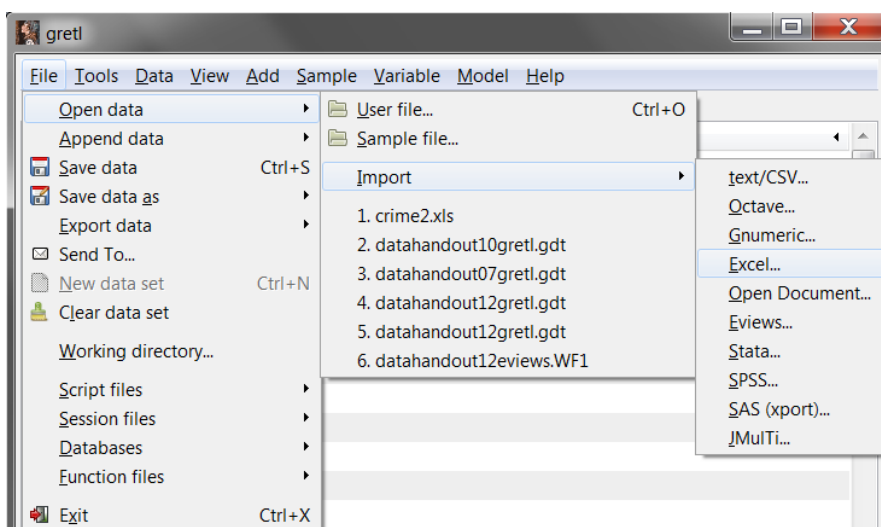 gretl
File Tools Data View Add Sample Variable Model Help
Open data
Append data
Save data Ctrl+S
Save data as
Export data
Send To...
New data set Ctrl+N
Clear data set
Working directory...
Script files
Session files
Databases
Function files
Exit Ctrl+X
User file... Ctrl+O
Sample file...
Import
1. crime2.xls
2. datahandout10gretl.gdt
3. datahandout07gretl.gdt
4. datahandout12gretl.gdt
5. datahandout12gretl.gdt
6. datahandout12eviews.WF1
text/CSV...
Octave...
Gnumeric...
Excel...
Open Document...
Eviews...
Stata...
SPSS...
SAS (xport)...
JMulTi...